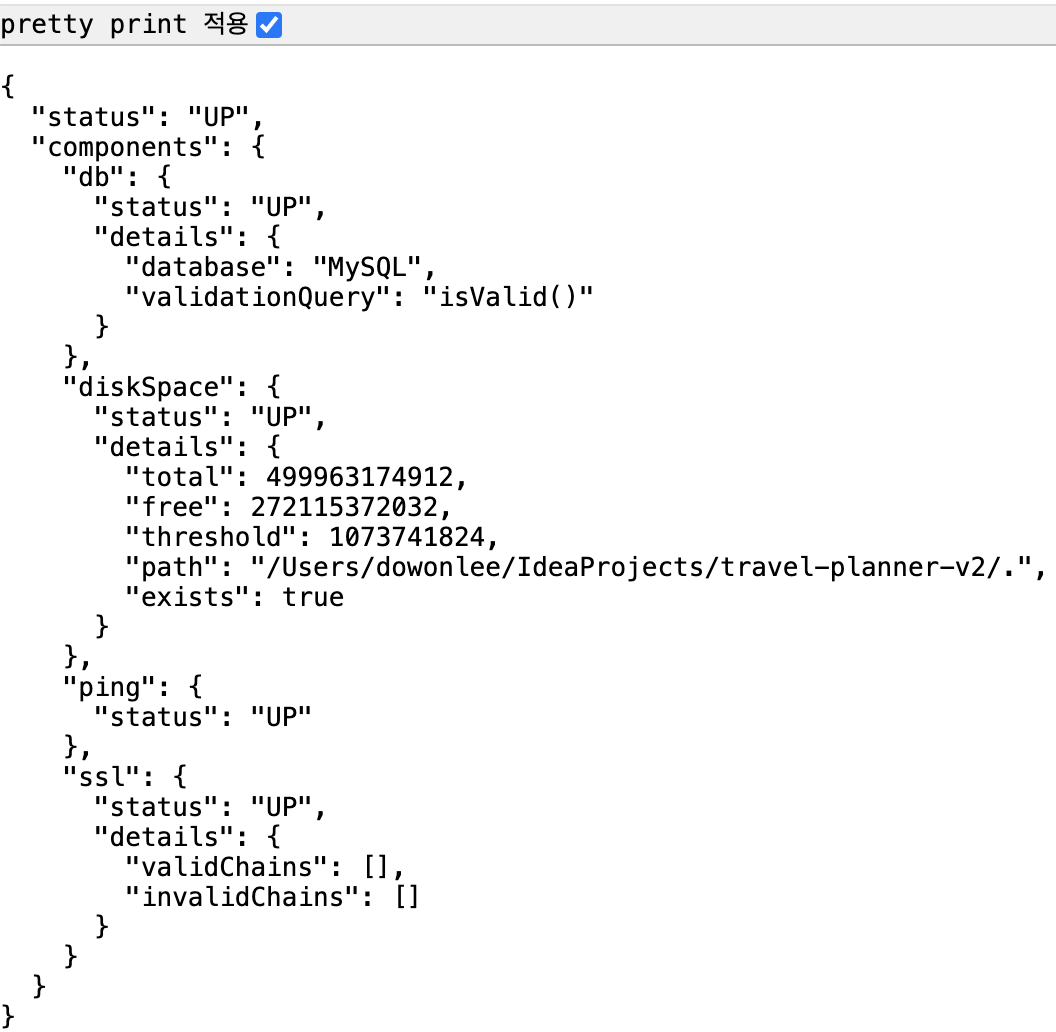 pretty print 적용
{
  "status": "UP",
  "components": {
    "db": {
      "status": "UP",
      "details": {
        "database": "MySQL",
        "validationQuery": "isValid()"
      }
    },
    "diskSpace": {
      "status": "UP",
      "details": {
        "total": 499963174912,
        "free": 272115372032,
        "threshold": 1073741824,
        "path": "/Users/dowonlee/IdeaProjects/travel-planner-v2/.",
        "exists": true
      }
    },
    "ping": {
      "status": "UP"
    },
    "ssl": {
      "status": "UP",
      "details": {
        "validChains": [],
        "invalidChains": []
      }
    }
  }
}